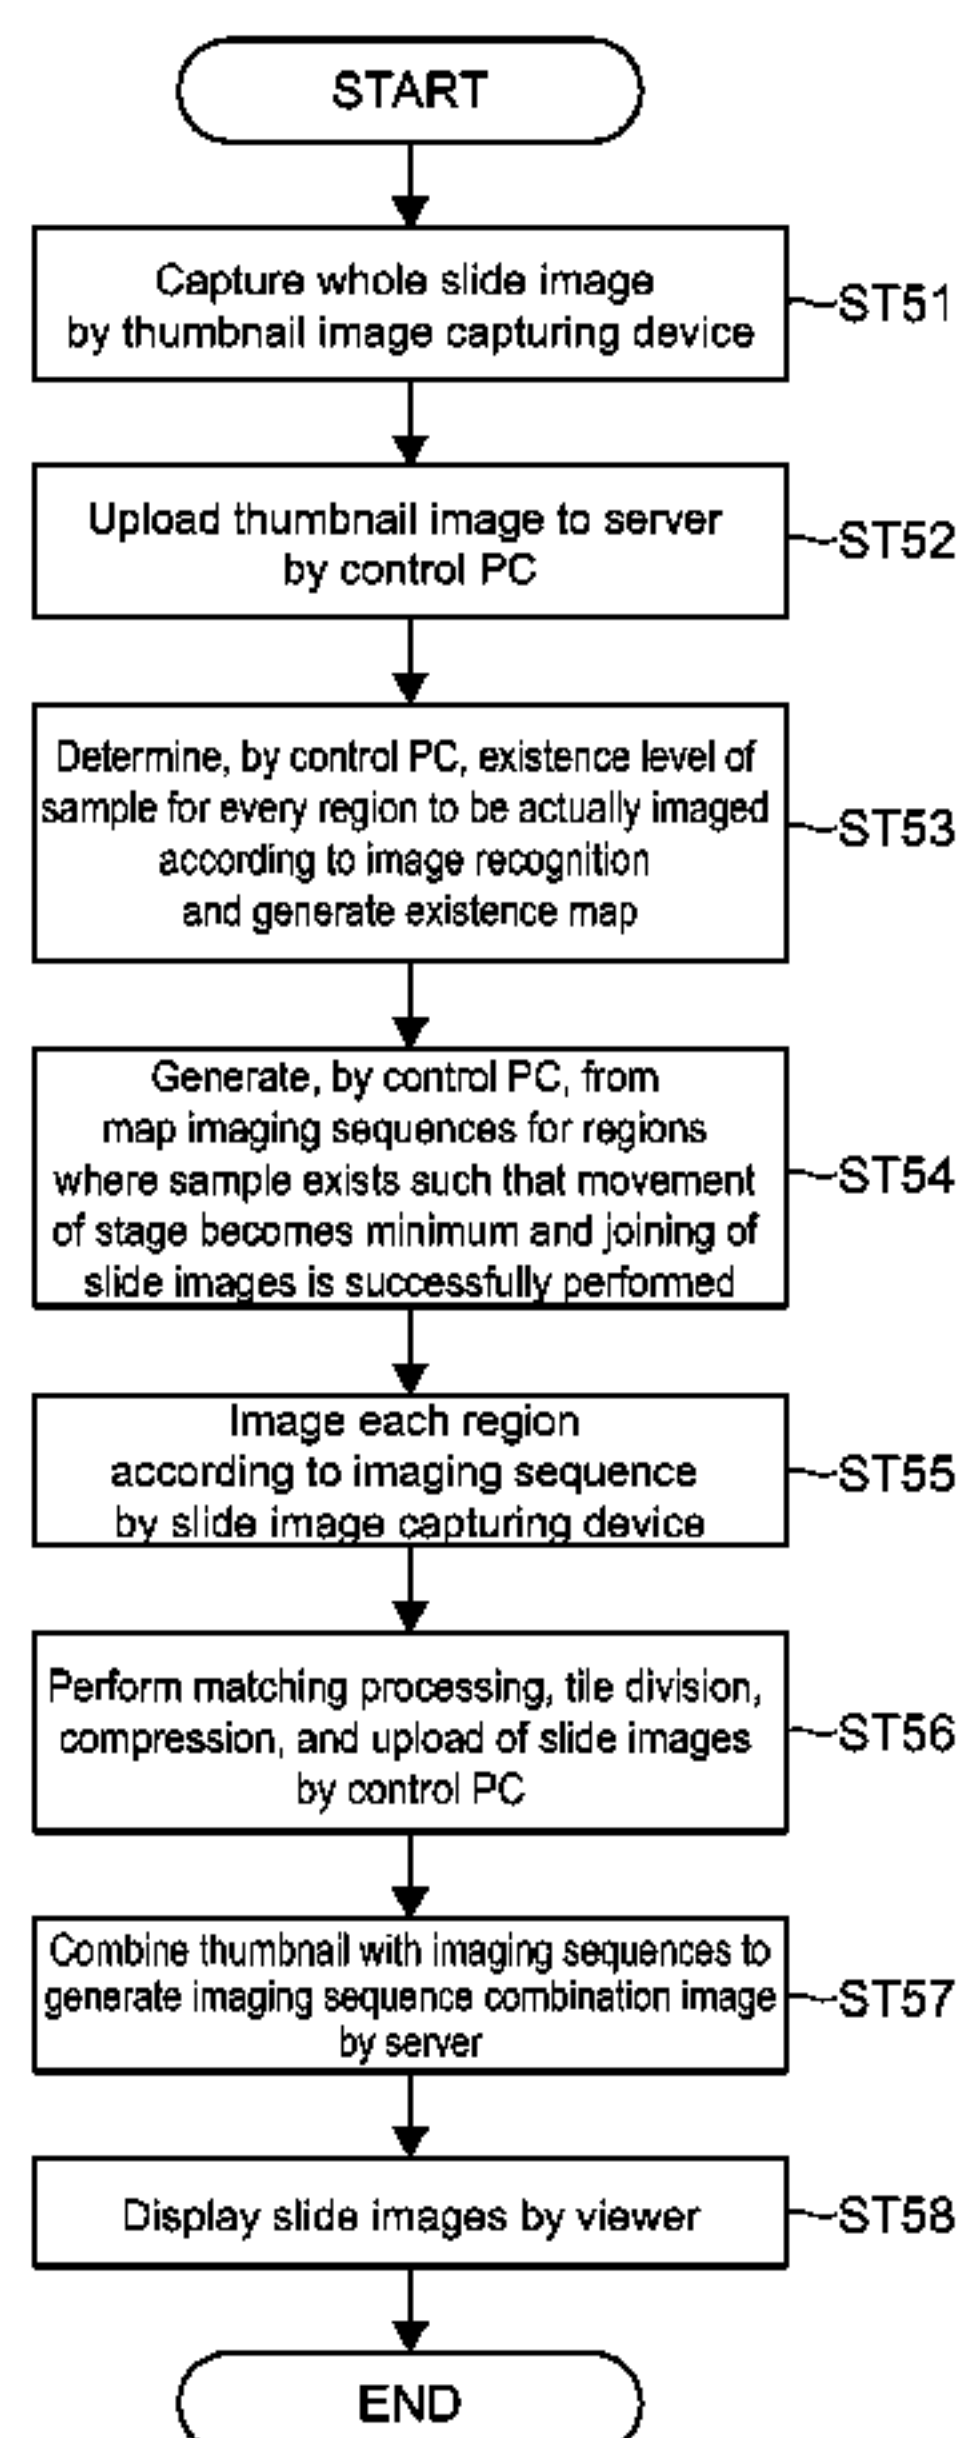 START
Capture whole slide image
by thumbnail image capturing device
ST51
Upload thumbnail image to server
by control PC
ST52
Determine, by control PC, existence level of
sample for every region to be actually imaged
according to image recognition
and generate existence map
ST53
Generate, by control PC, from
map imaging sequences for regions
where sample exists such that movement
of stage becomes minimum and joining of
slide images is successfully performed
ST54
Image each region
according to imaging sequence
by slide image capturing device
ST55
Perform matching processing, tile division,
compression, and upload of slide images
by control PC
ST56
Combine thumbnail with imaging sequences to
generate imaging sequence combination image
by server
ST57
Display slide images by viewer
ST58
END